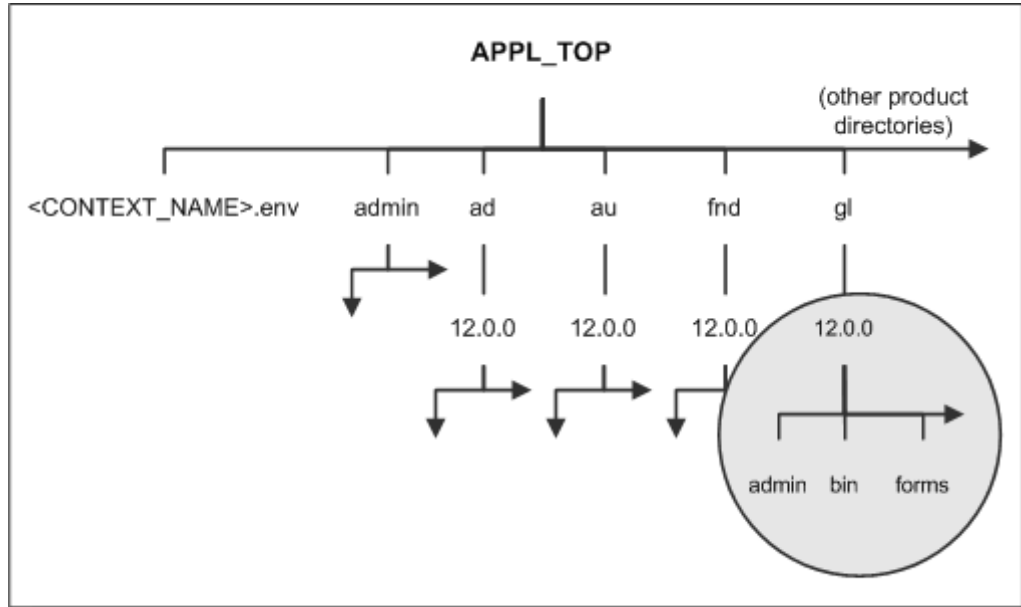 APPL_TOP
(other product
directories)
<CONTEXT_NAME>.env admin ad au fnd gl
12.0.0 12.0.0 12.0.0 12.0.0
admin bin forms